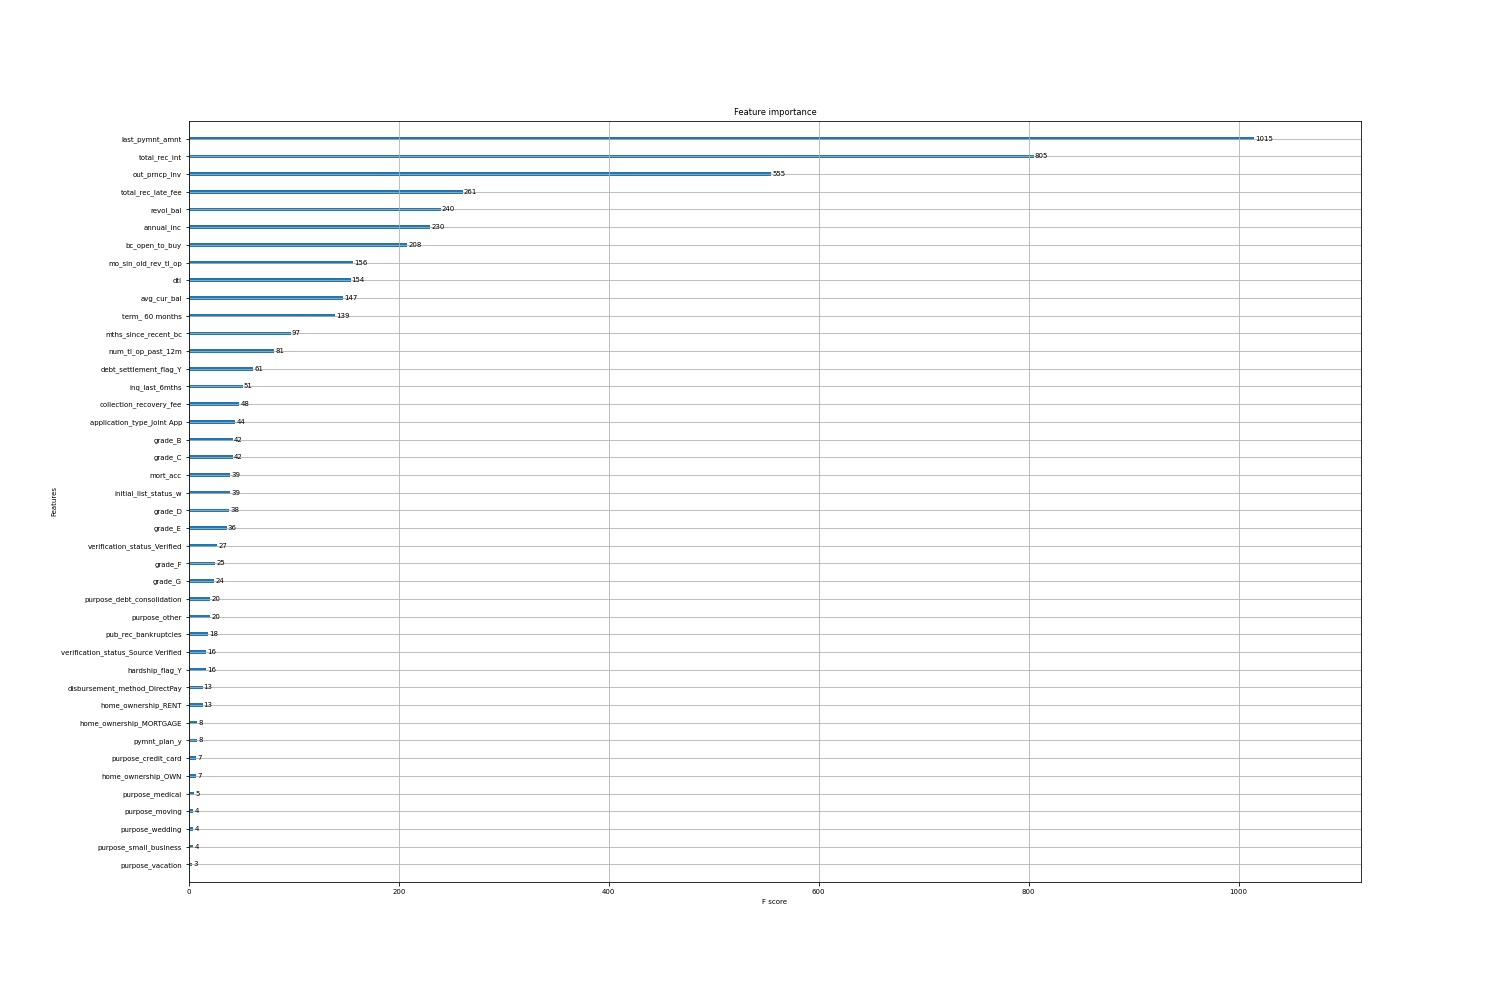 Feature importance
last_pymnt_amnt 1015
total_rec_int 805
out_prncp_inv 555
total_rec_late_fee 261
revol_bal 240
annual_inc 230
bc_open_to_buy 208
mo_sin_old_rev_tl_op 156
dti 154
avg_cur_bal 147
term_ 60 months 139
mths_since_recent_bc 97
num_tl_op_past_12m 81
debt_settlement_flag_Y 61
inq_last_6mths 51
collection_recovery_fee 48
application_type_Joint App 44
grade_B 42
grade_C 42
mort_acc 39
initial_list_status_w 39
grade_D 38
grade_E 36
verification_status_Verified 27
grade_F 25
grade_G 24
purpose_debt_consolidation 20
purpose_other 20
pub_rec_bankruptcies 18
verification_status_Source Verified 16
hardship_flag_Y 16
disbursement_method_DirectPay 13
home_ownership_RENT 13
home_ownership_MORTGAGE 8
pymnt_plan_y 8
purpose_credit_card 7
home_ownership_OWN 7
purpose_medical 5
purpose_moving 4
purpose_wedding 4
purpose_small_business 4
purpose_vacation 3
Features
0 200 400 600 800 1000
F score